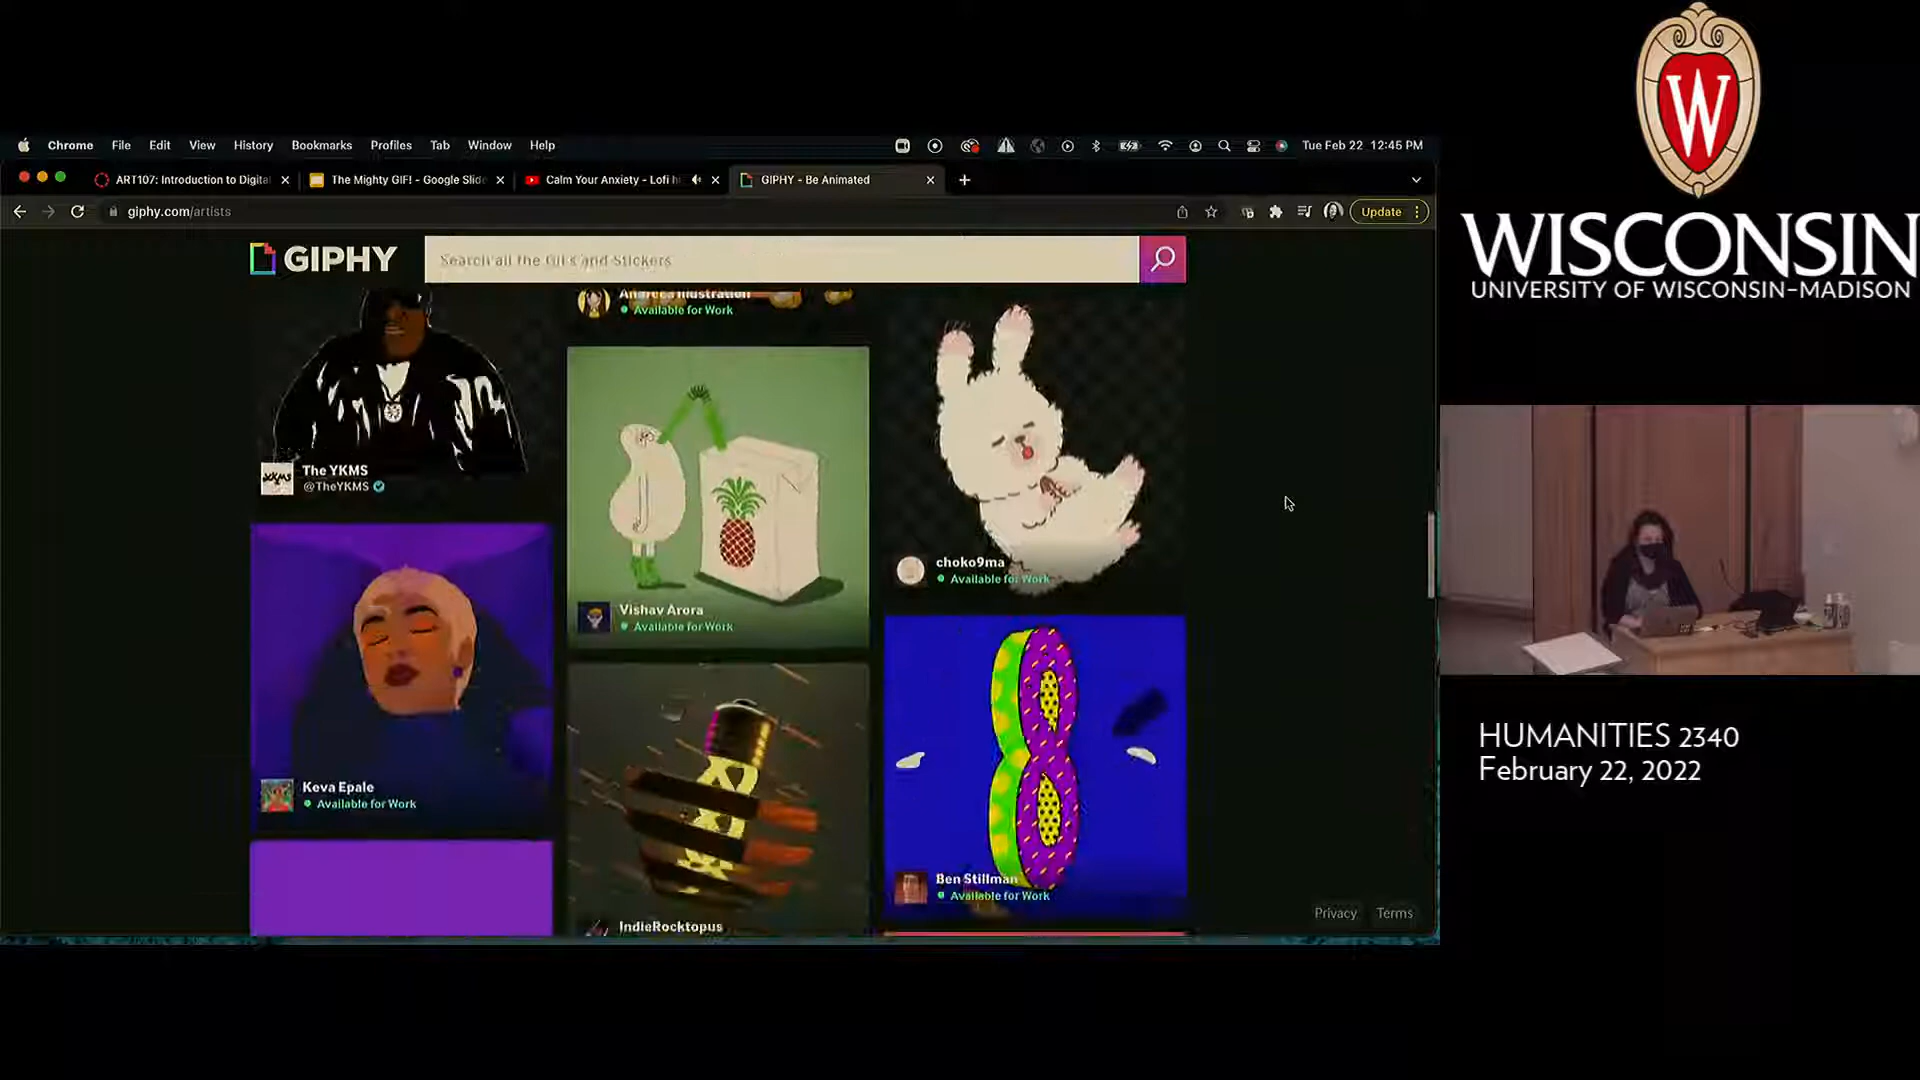 Chrome File Edit View History Bookmarks Profiles Tab Window Help Tue Feb 22 12:45 PM
ART107: Introduction to Digital The Mighty GIF! - Google Slide Calm Your Anxiety - Lofi h GIPHY - Be Animated
giphy.com/artists Update
GIPHY Search all the GIFs and Stickers
Available for Work
The YKMS
@TheYKMS
choko9ma
Available for Work
Vishav Arora
Available for Work
Keva Epale
Available for Work
Ben Stillman
Available for Work
IndieRocktopus
Privacy Terms
W
WISCONSIN
UNIVERSITY OF WISCONSIN–MADISON
HUMANITIES 2340
February 22, 2022